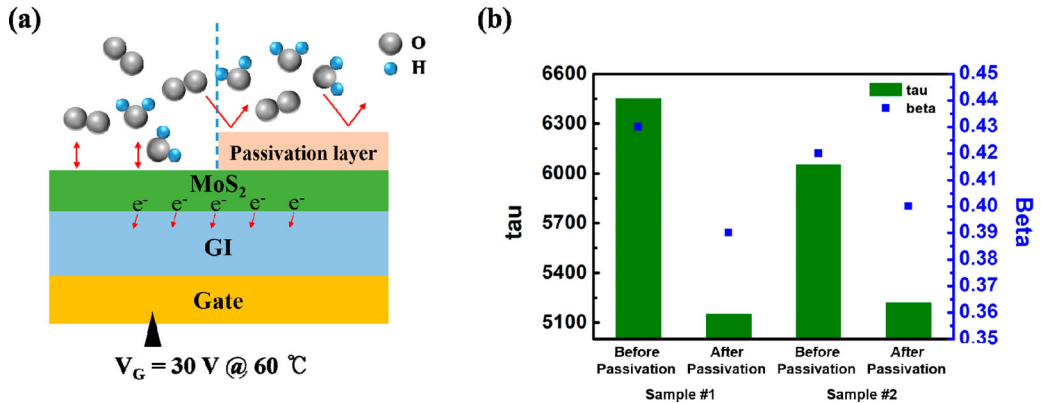 (a)
O
H
Passivation layer
MoS₂
e⁻ e⁻ e⁻ e⁻ e⁻
GI
Gate
V_G = 30 V @ 60 ℃
(b)
tau
beta
6600
6300
6000
5700
5400
5100
tau
0.45
0.44
0.43
0.42
0.41
0.40
0.39
0.38
0.37
0.36
0.35
Beta
Before After Before After
Passivation Passivation Passivation Passivation
Sample #1 Sample #2